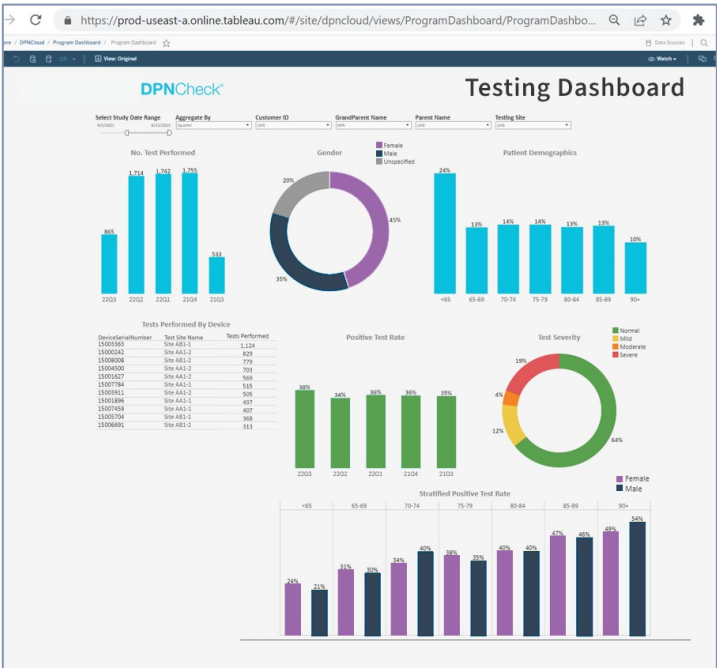 https://prod-useast-a.online.tableau.com/#/site/dpncloud/views/ProgramDashboard/ProgramDashbo...
/ DPNCloud / Program Dashboard / Program Dashboard
Data Sources
View: Original
Watch
DPNCheck®
Testing Dashboard
Select Study Date Range
Aggregate By
Customer ID
GrandParent Name
Parent Name
Testing Site
Quarter
No. Test Performed
865
1,714
1,742
1,755
533
22Q3
22Q2
22Q1
21Q4
21Q3
Gender
Female
Male
Unspecified
20%
45%
35%
Patient Demographics
24%
13%
14%
14%
13%
13%
10%
<65
65-69
70-74
75-79
80-84
85-89
90+
Tests Performed By Device
DeviceSerialNumber Test Site Name Tests Performed
15003363 Site AB1-1 1,124
15000242 Site AA1-2 829
15008008 Site AB1-2 779
15004500 Site AA1-2 703
15001627 Site AA1-2 569
15007784 Site AB1-1 515
15003911 Site AB1-2 505
15001896 Site AA1-2 497
15007459 Site AA1-2 407
15005704 Site AB1-1 368
15006691 Site AB1-2 313
Positive Test Rate
38%
34%
36%
36%
35%
22Q3
22Q2
22Q1
21Q4
21Q3
Test Severity
Normal
Mild
Moderate
Severe
19%
4%
12%
64%
Female
Male
Stratified Positive Test Rate
<65
65-69
70-74
75-79
80-84
85-89
90+
24%
21%
31%
30%
34%
40%
38%
35%
40%
40%
47%
46%
49%
54%